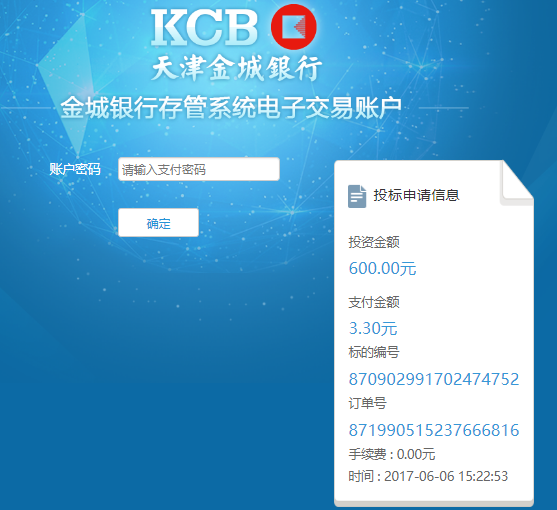 KCB
天津金城銀行
金城银行存管系统电子交易账户
账户密码 请输入支付密码
确定
投标申请信息
投资金额
600.00元
支付金额
3.30元
标的编号
870902991702474752
订单号
871990515237666816
手续费 : 0.00元
时间 : 2017-06-06 15:22:53